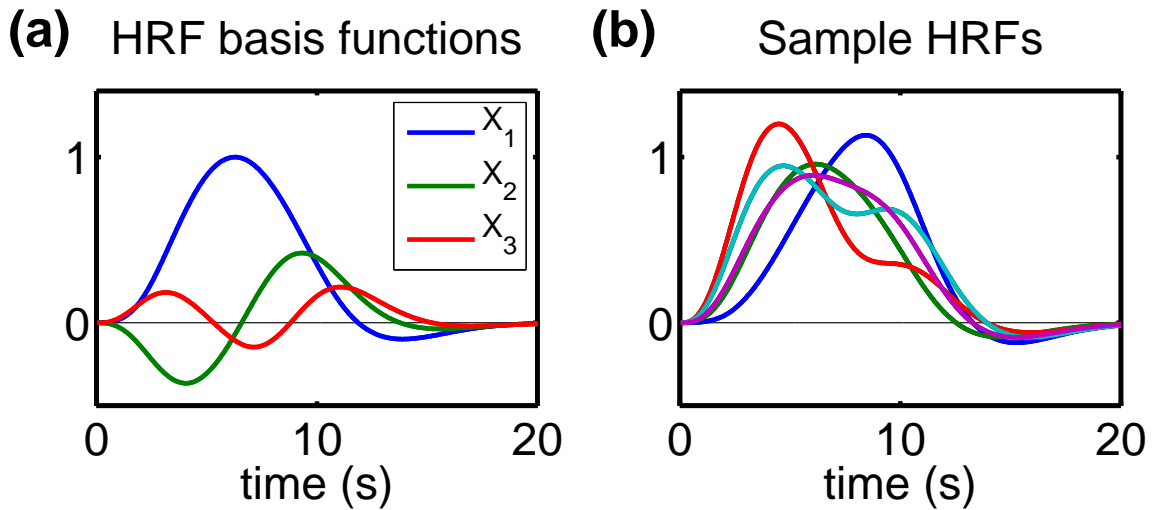 (a) HRF basis functions
X₁
X₂
X₃
1
0
0 10 20
time (s)
(b) Sample HRFs
1
0
0 10 20
time (s)